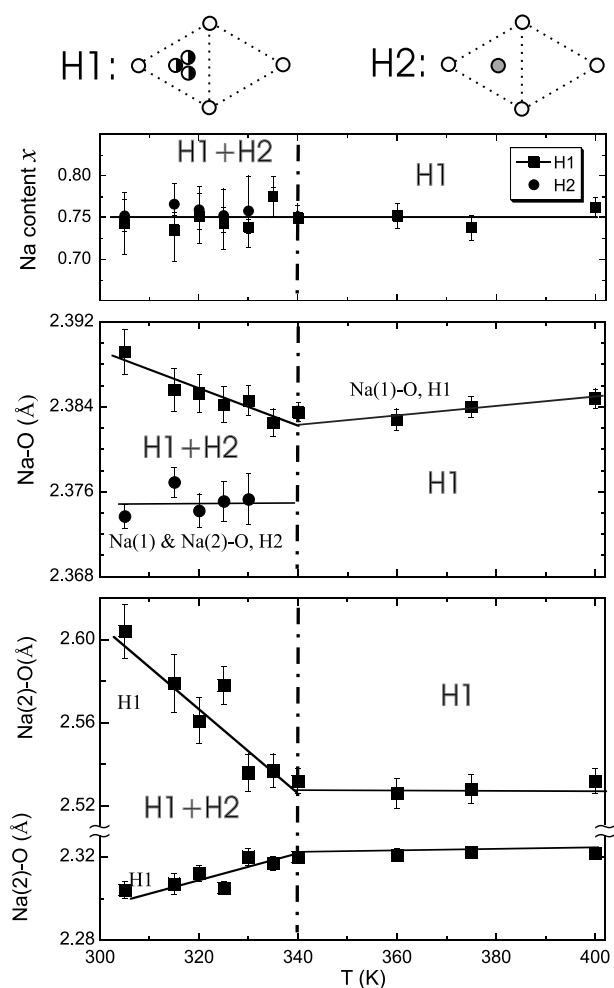 H1:
H2:
H1+H2
H1
H1
H2
Na content x
0.80
0.75
0.70
2.392
2.384
2.376
2.368
Na-O (Å)
Na(1)-O, H1
H1+H2
H1
Na(1) & Na(2)-O, H2
2.60
2.56
2.52
2.32
2.28
Na(2)-O(Å)
Na(2)-O (Å)
H1
H1
H1+H2
H1
300 320 340 360 380 400
T (K)